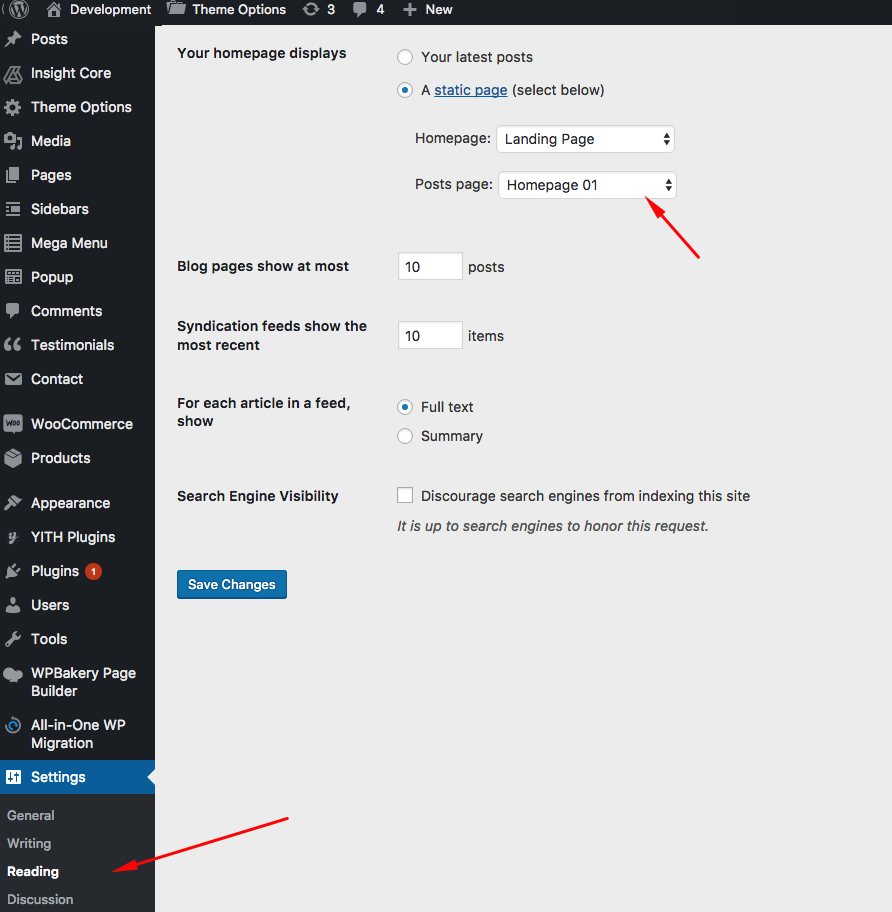 Development
Theme Options
3
4
New
Posts
Insight Core
Theme Options
Media
Pages
Sidebars
Mega Menu
Popup
Comments
Testimonials
Contact
WOO
WooCommerce
Products
Appearance
YITH Plugins
Plugins 1
Users
Tools
WPBakery Page
Builder
All-in-One WP
Migration
Settings
General
Writing
Reading
Discussion
Your homepage displays
Your latest posts
A static page (select below)
Homepage: Landing Page
Posts page: Homepage 01
Blog pages show at most
10 posts
Syndication feeds show the
most recent
10 items
For each article in a feed,
show
Full text
Summary
Search Engine Visibility
Discourage search engines from indexing this site
It is up to search engines to honor this request.
Save Changes